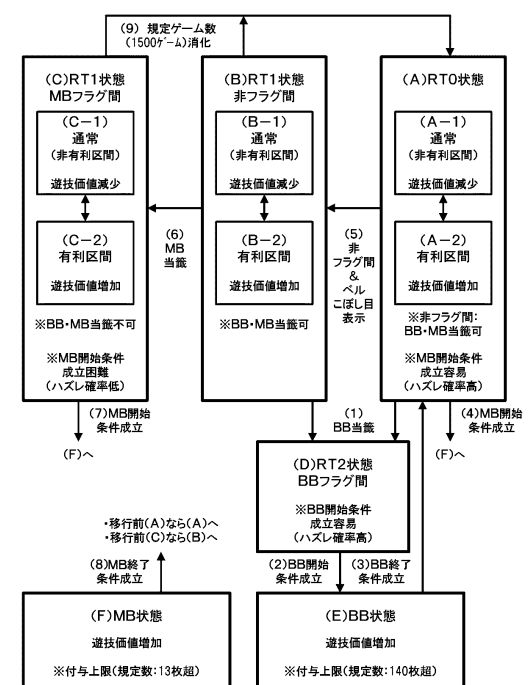 (9) 規定ゲーム数
(1500ｹﾞｰﾑ)消化
(C)RT1状態
MBフラグ間
(C−1)
通常
(非有利区間)
遊技価値減少
(C−2)
有利区間
遊技価値増加
※BB・MB当籤不可
※MB開始条件
成立困難
(ハズレ確率低)
(B)RT1状態
非フラグ間
(B−1)
通常
(非有利区間)
遊技価値減少
(B−2)
有利区間
遊技価値増加
※BB・MB当籤可
(A)RT0状態
(A−1)
通常
(非有利区間)
遊技価値減少
(A−2)
有利区間
遊技価値増加
※非フラグ間:
BB・MB当籤可
※MB開始条件
成立容易
(ハズレ確率高)
(6)
MB
当籤
(5)
非
フラグ間
&
ベル
こぼし目
表示
(7)MB開始
条件成立
(F)へ
(1)
BB当籤
(4)MB開始
条件成立
(F)へ
(D)RT2状態
BBフラグ間
※BB開始条件
成立容易
(ハズレ確率高)
・移行前(A)なら(A)へ
・移行前(C)なら(B)へ
(8)MB終了
条件成立
(2)BB開始
条件成立
(3)BB終了
条件成立
(F)MB状態
遊技価値増加
※付与上限(規定数:13枚超)
(E)BB状態
遊技価値増加
※付与上限(規定数:140枚超)